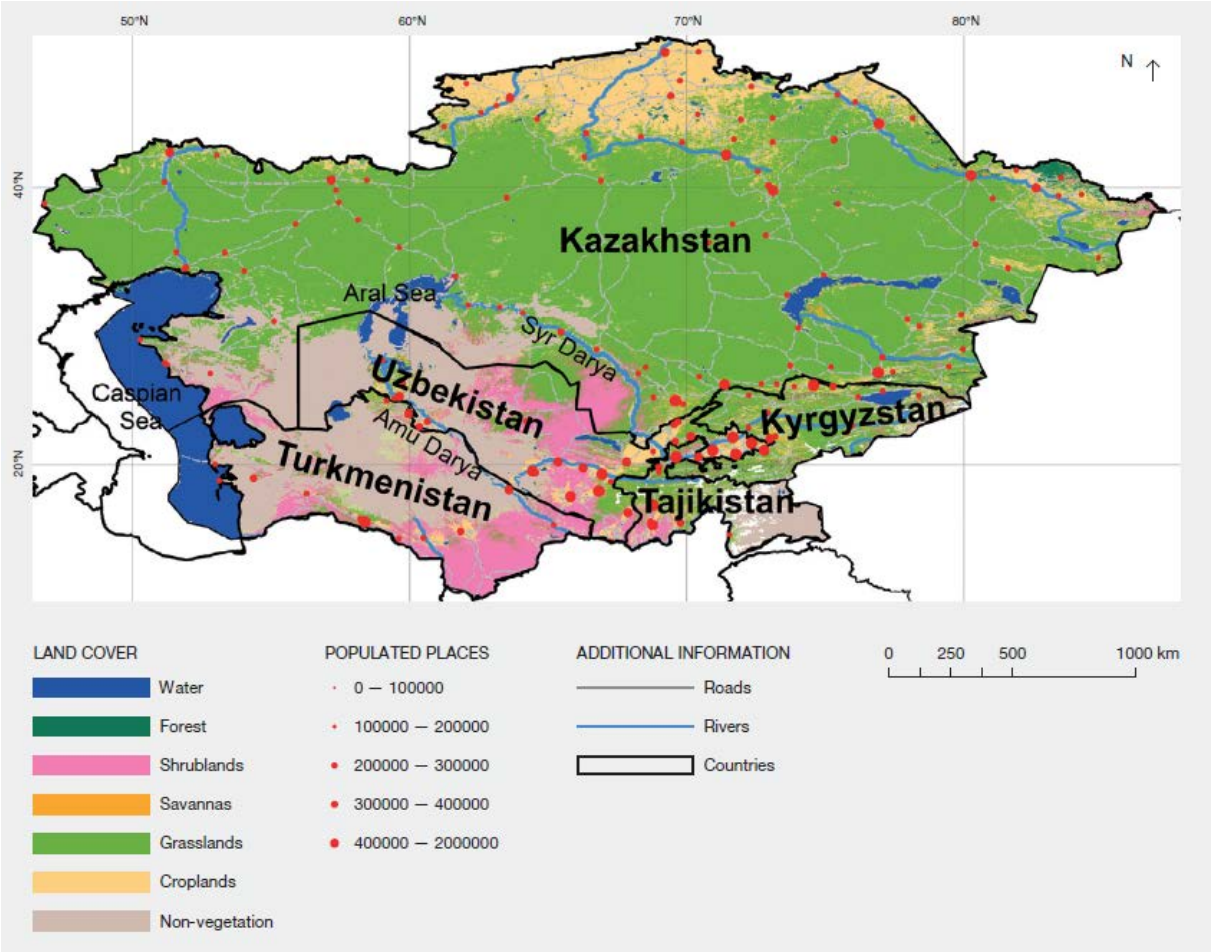 50°N 60°N 70°N 80°N
N
40°N
Kazakhstan
Aral Sea
Syr Darya
Uzbekistan
Caspian
Sea
Kyrgyzstan
Amu Darya
Turkmenistan
20°N
Tajikistan
LAND COVER
Water
Forest
Shrublands
Savannas
Grasslands
Croplands
Non-vegetation
POPULATED PLACES
0 — 100000
100000 — 200000
200000 — 300000
300000 — 400000
400000 — 2000000
ADDITIONAL INFORMATION
Roads
Rivers
Countries
0 250 500 1000 km